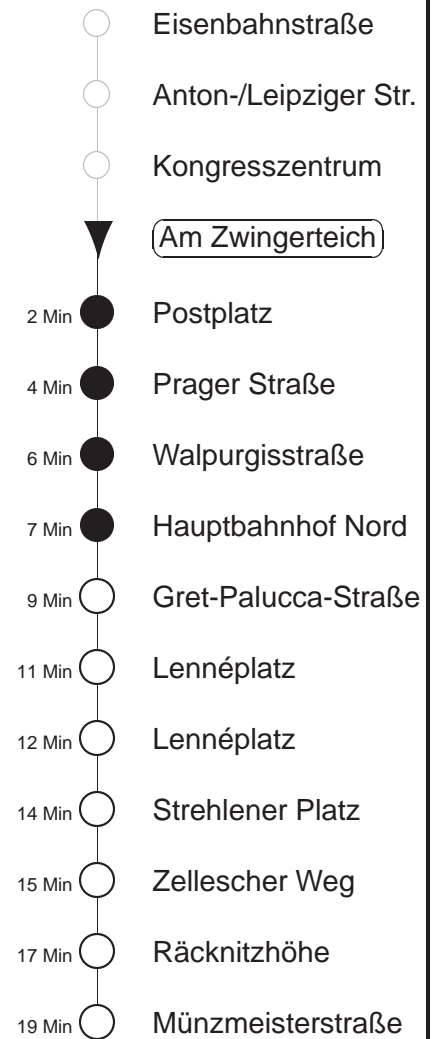 Eisenbahnstraße
Anton-/Leipziger Str.
Kongresszentrum
Am Zwingerteich
2 Min Postplatz
4 Min Prager Straße
6 Min Walpurgisstraße
7 Min Hauptbahnhof Nord
9 Min Gret-Palucca-Straße
11 Min Lennéplatz
12 Min Lennéplatz
14 Min Strehlener Platz
15 Min Zellescher Weg
17 Min Räcknitzhöhe
19 Min Münzmeisterstraße